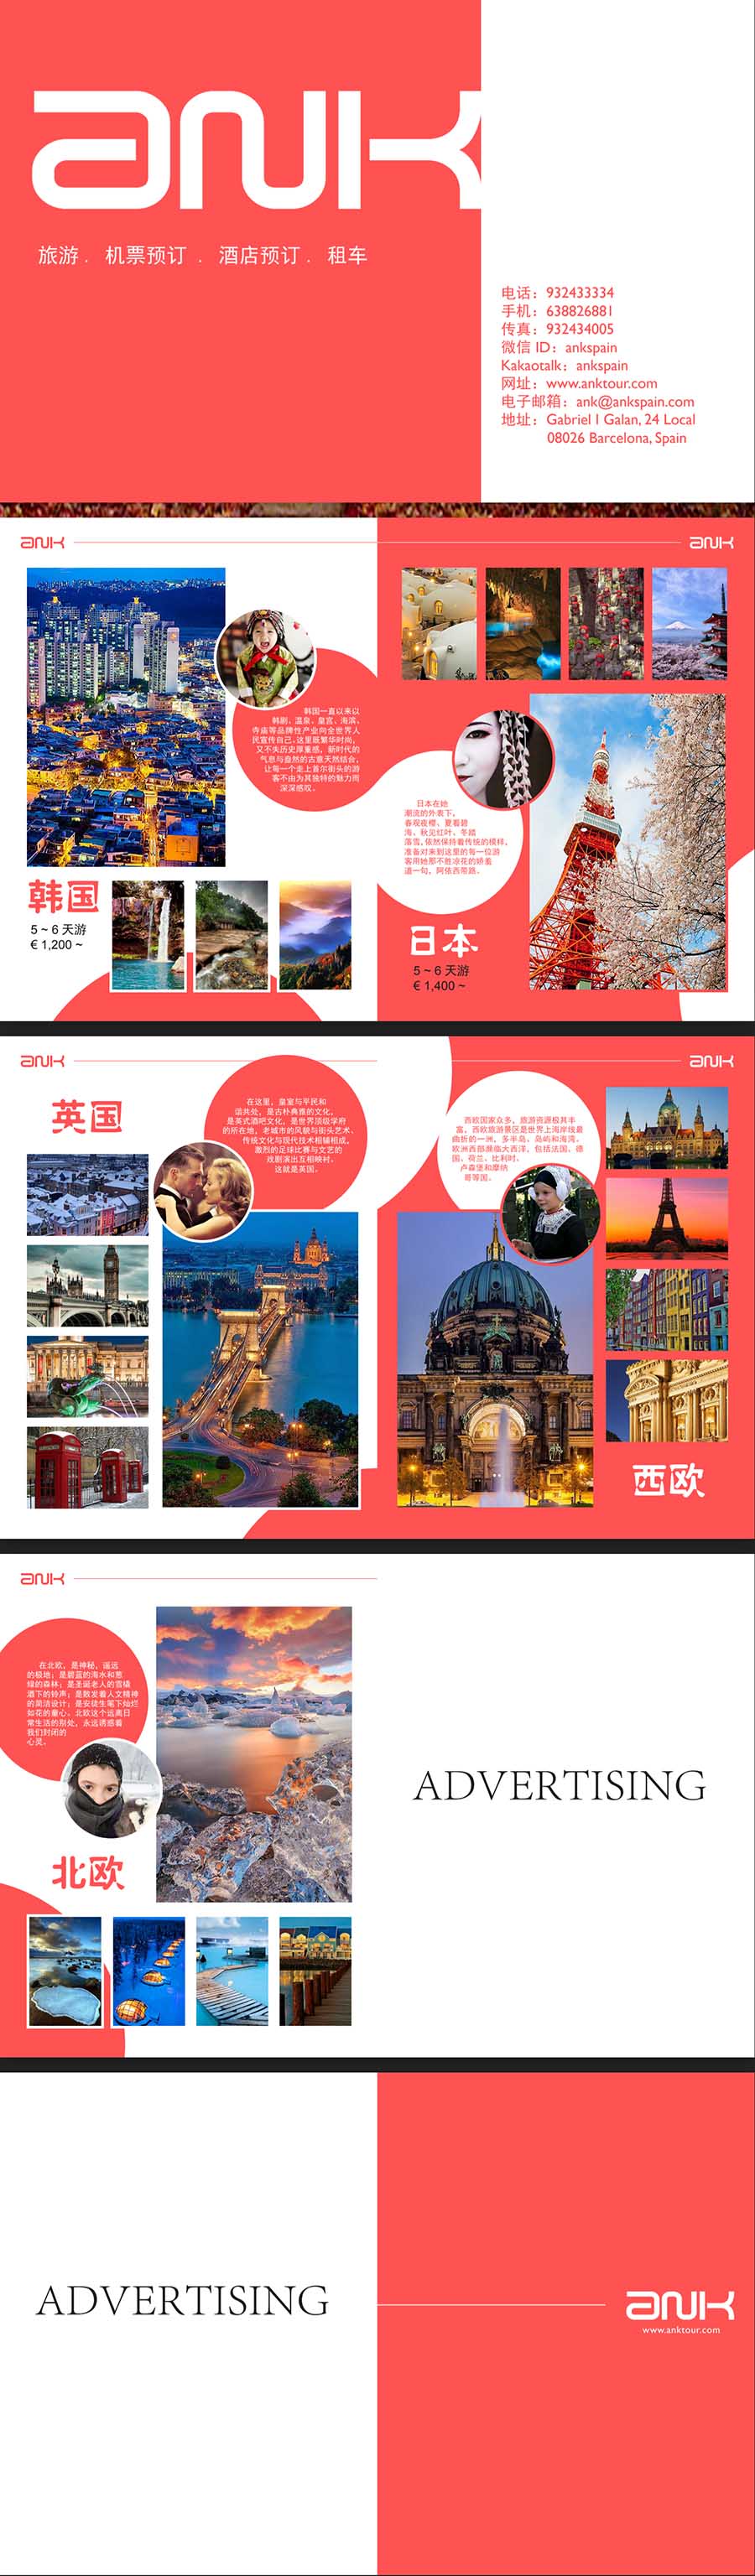 ank
旅游．机票预订．酒店预订．租车
电话：932433334
手机：638826881
传真：932434005
微信 ID：ankspain
Kakaotalk：ankspain
网址：www.anktour.com
电子邮箱：ank@ankspain.com
地址：Gabriel I Galan, 24 Local
08026 Barcelona, Spain
ank
ank
韩国一直以来以
韩剧、温泉、皇宫、海滨、
寺庙等品牌性产业向全世界人
民宣传自己，这里既繁华时尚，
又不失历史厚重感，新时代的
气息与自然的古意天然结合，
让每一个走上首尔街头的游
客不由为其独特的魅力而
深深感叹。
韩国
5 ~ 6 天游
€ 1,200 ~
日本在她
潮流的外表下，
春观夜樱、夏看碧
海、秋见红叶、冬踏
落雪，依然保持着传统的模样，
准备对来到这里的每一位游
客用她那不胜凉花的娇羞
道一句，阿依西帝路。
日本
5 ~ 6 天游
€ 1,400 ~
ank
ank
英国
在这里，皇室与平民和
谐共处，是古朴典雅的文化，
是英式酒吧文化，是世界顶级学府
的所在地，老城市的风貌与街头艺术、
传统文化与现代技术相辅相成，
激烈的足球比赛与文艺的
戏剧演出互相映衬，
这就是英国。
西欧国家众多，旅游资源极其丰
富，西欧旅游景区是世界上海岸线最
曲折的一洲，多半岛、岛屿和海湾。
欧洲西部濒临大西洋，包括法国、德
国、荷兰、比利时、
卢森堡和摩纳
哥等国。
西欧
ank
在北欧，是神秘，遥远
的极地；是碧蓝的海水和葱
绿的森林；是圣诞老人的雪橇
洒下的铃声；是散发着人文精神
的简洁设计；是安徒生笔下灿烂
如花的童心。北欧这个远离日
常生活的别处，永远诱惑着
我们封闭的
心灵。
北欧
ADVERTISING
ADVERTISING
ank
www.anktour.com